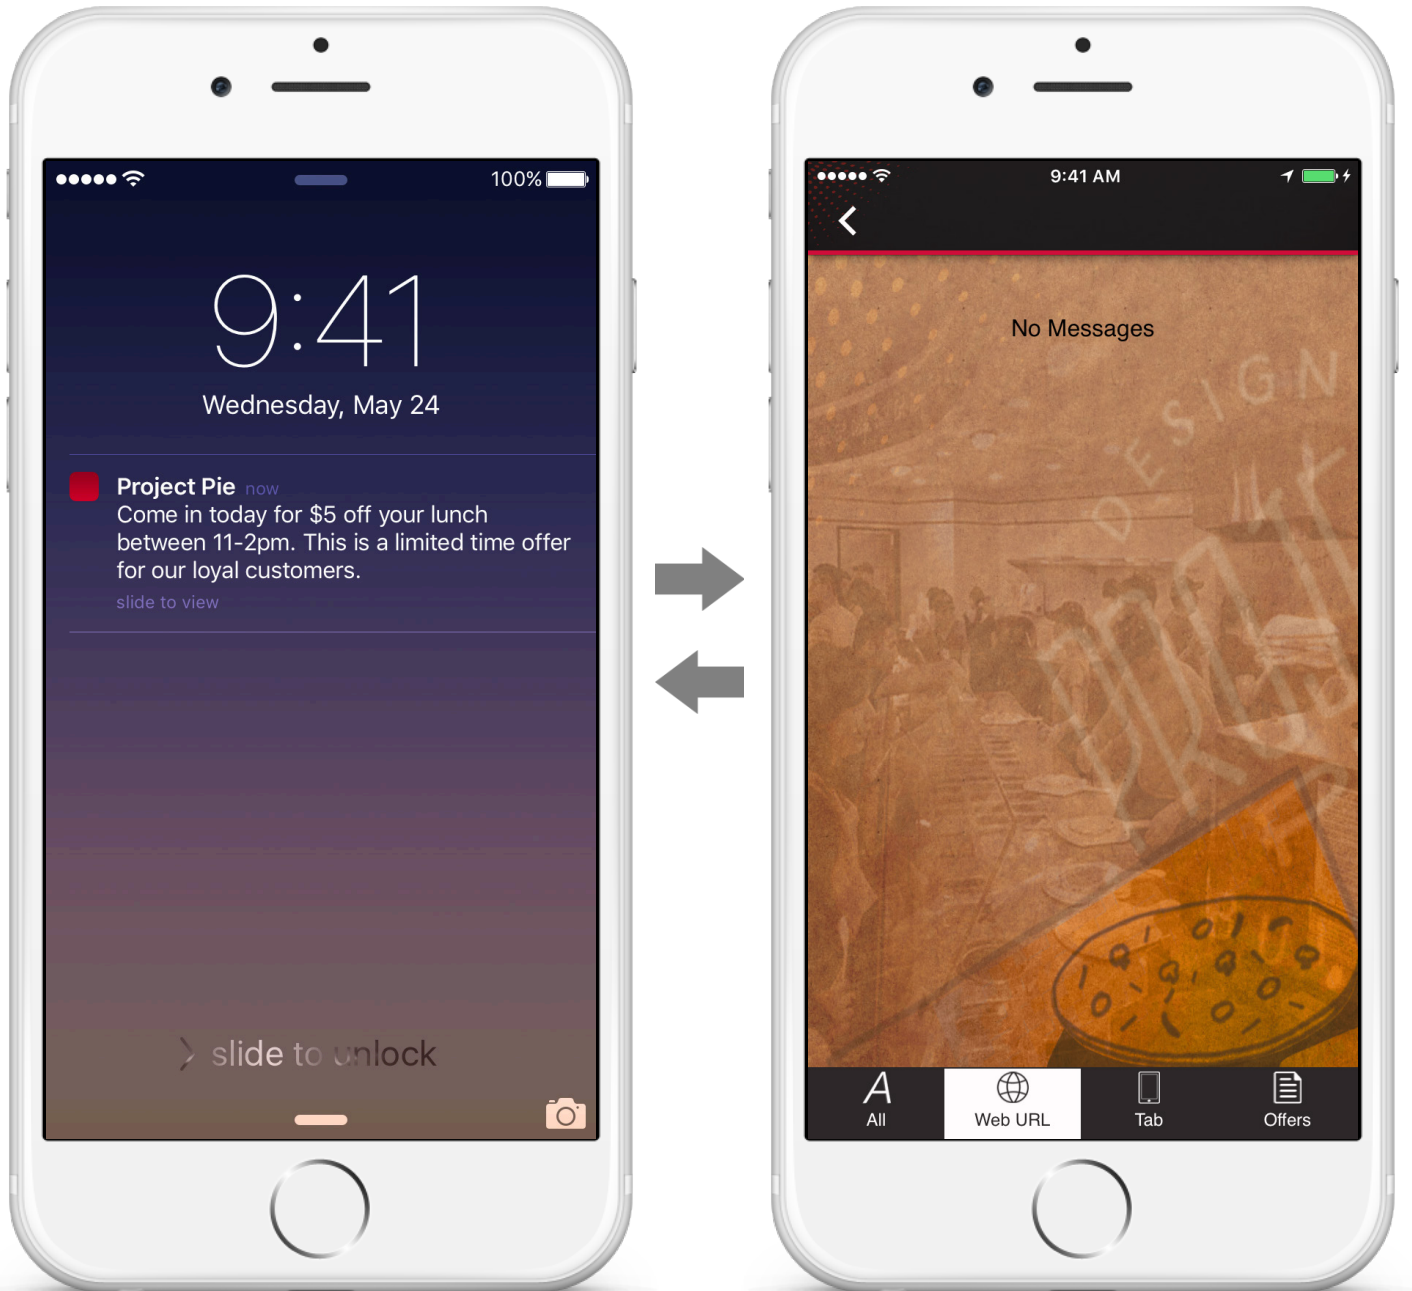 100%
9:41
Wednesday, May 24
Project Pie now
Come in today for $5 off your lunch
between 11-2pm. This is a limited time offer
for our loyal customers.
slide to view
slide to unlock
9:41 AM
No Messages
DESIGN
All
Web URL
Tab
Offers